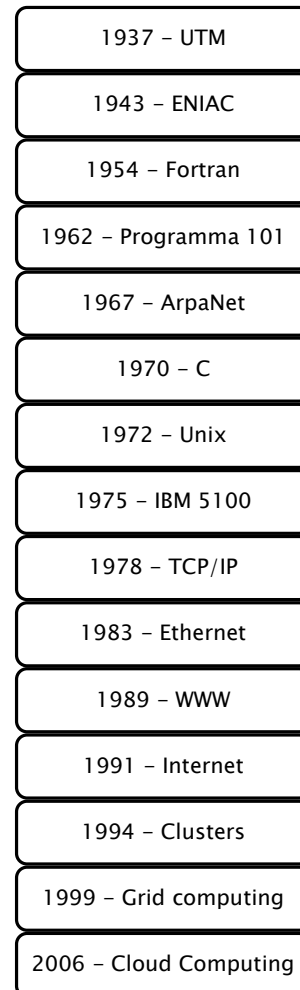 1937 – UTM
1943 – ENIAC
1954 – Fortran
1962 – Programma 101
1967 – ArpaNet
1970 – C
1972 – Unix
1975 – IBM 5100
1978 – TCP/IP
1983 – Ethernet
1989 – WWW
1991 – Internet
1994 – Clusters
1999 – Grid computing
2006 – Cloud Computing